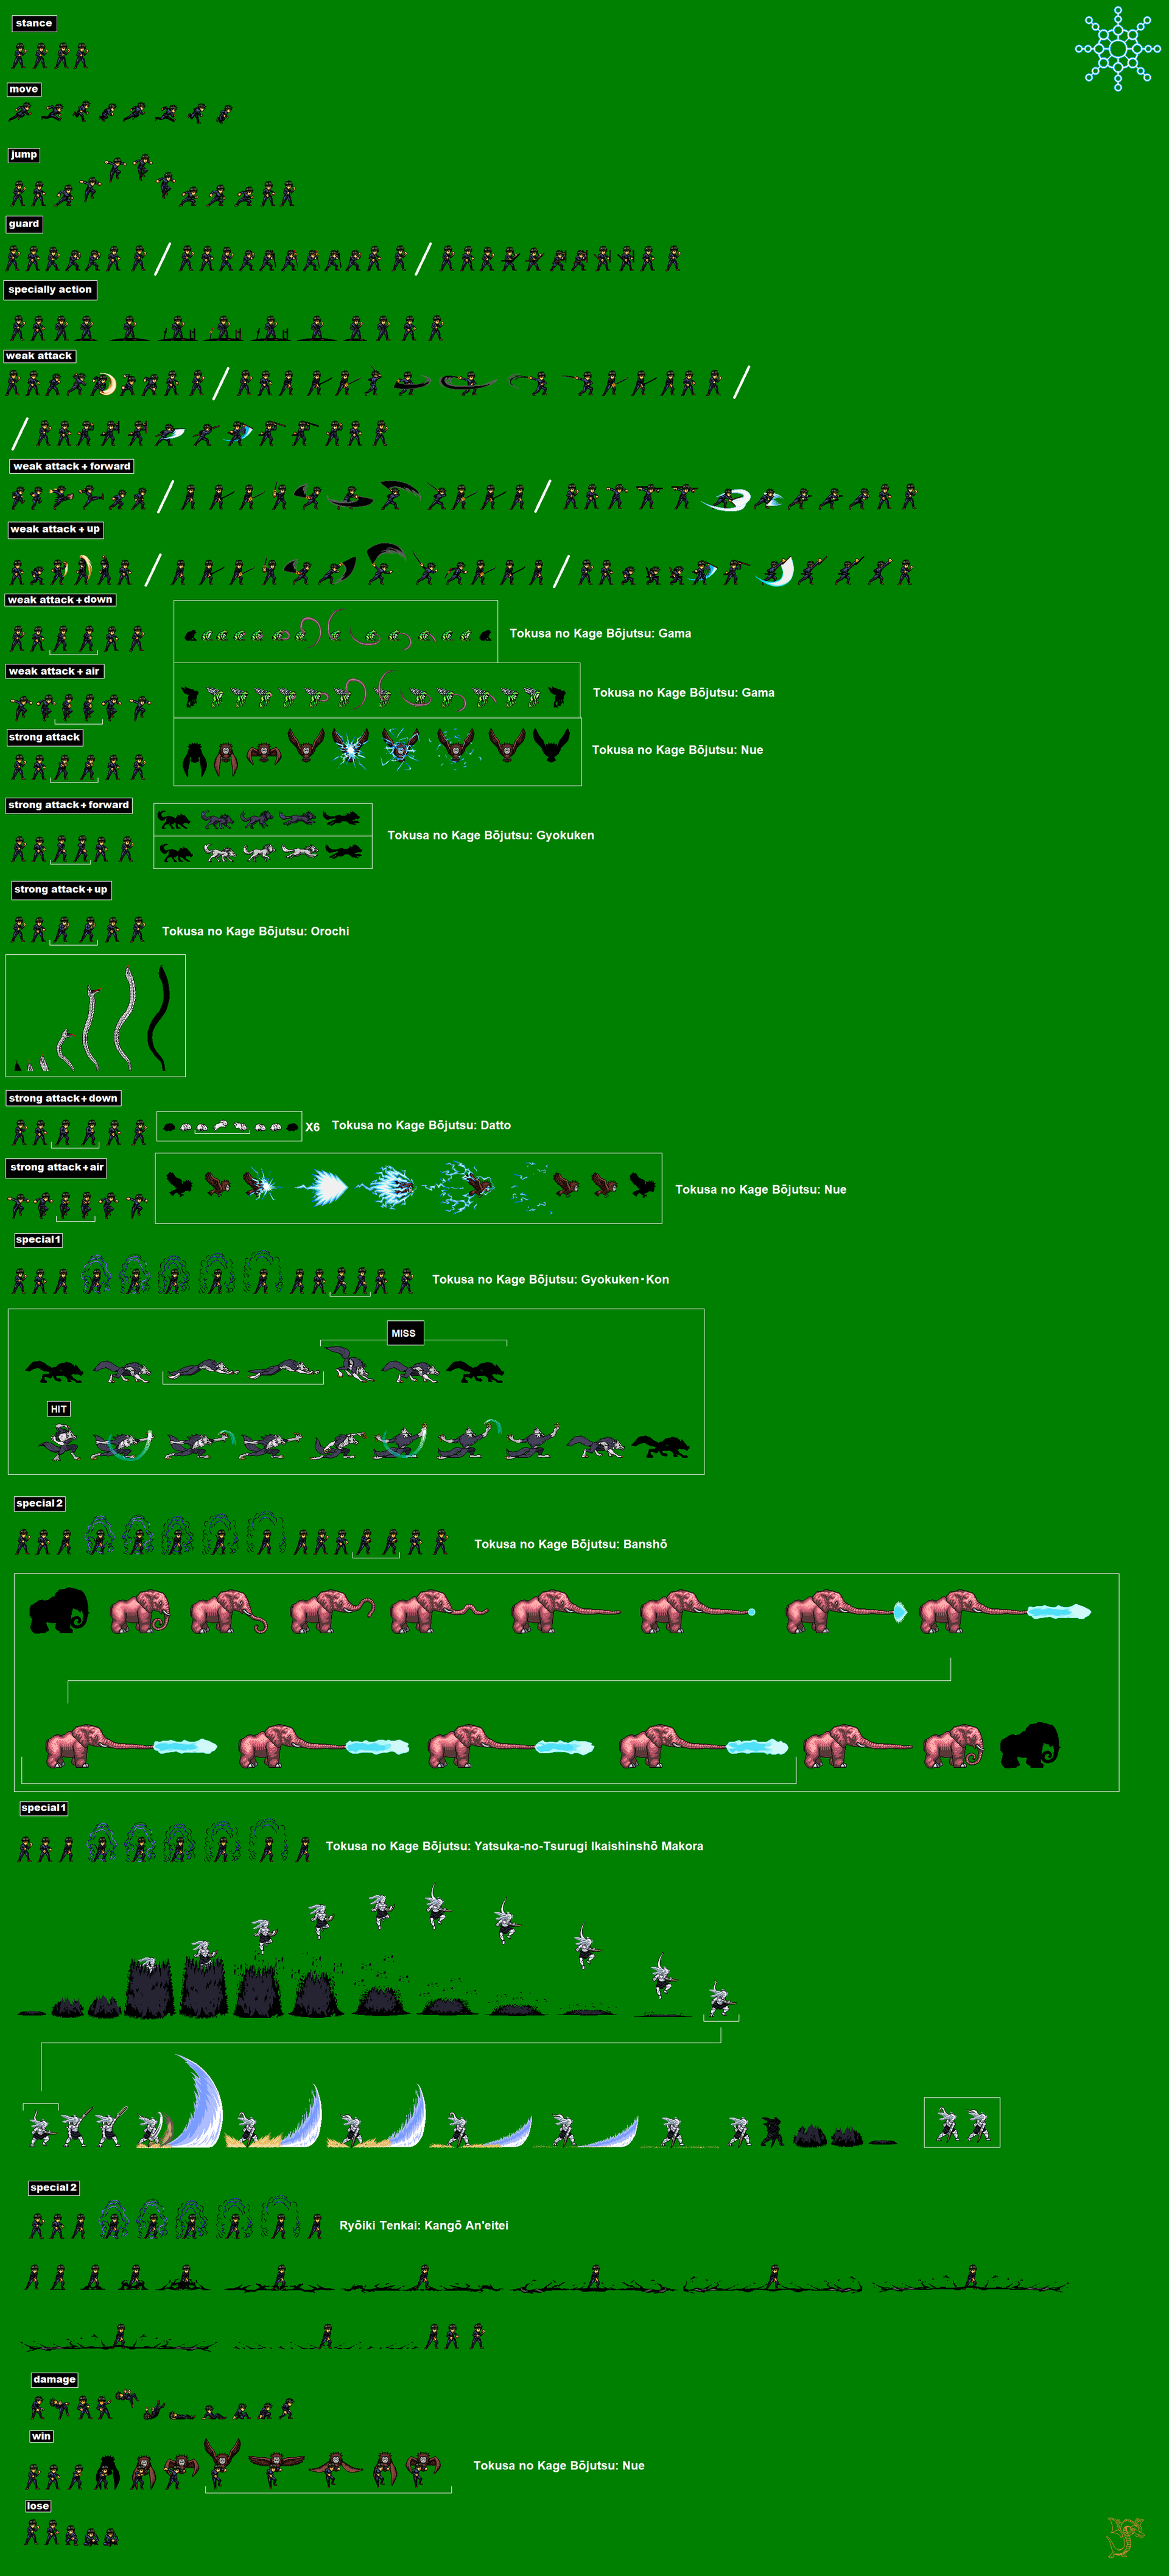 stance
move
jump
guard
specially action
weak attack
weak attack+forward
weak attack+up
weak attack+down
Tokusa no Kage Bōjutsu: Gama
weak attack+air
Tokusa no Kage Bōjutsu: Gama
strong attack
Tokusa no Kage Bōjutsu: Nue
strong attack+forward
Tokusa no Kage Bōjutsu: Gyokuken
strong attack+up
Tokusa no Kage Bōjutsu: Orochi
strong attack+down
X6
Tokusa no Kage Bōjutsu: Datto
strong attack+air
Tokusa no Kage Bōjutsu: Nue
special1
Tokusa no Kage Bōjutsu: Gyokuken・Kon
MISS
HIT
special2
Tokusa no Kage Bōjutsu: Banshō
special1
Tokusa no Kage Bōjutsu: Yatsuka-no-Tsurugi Ikaishinshō Makora
special2
Ryōiki Tenkai: Kangō An'eitei
damage
win
Tokusa no Kage Bōjutsu: Nue
lose